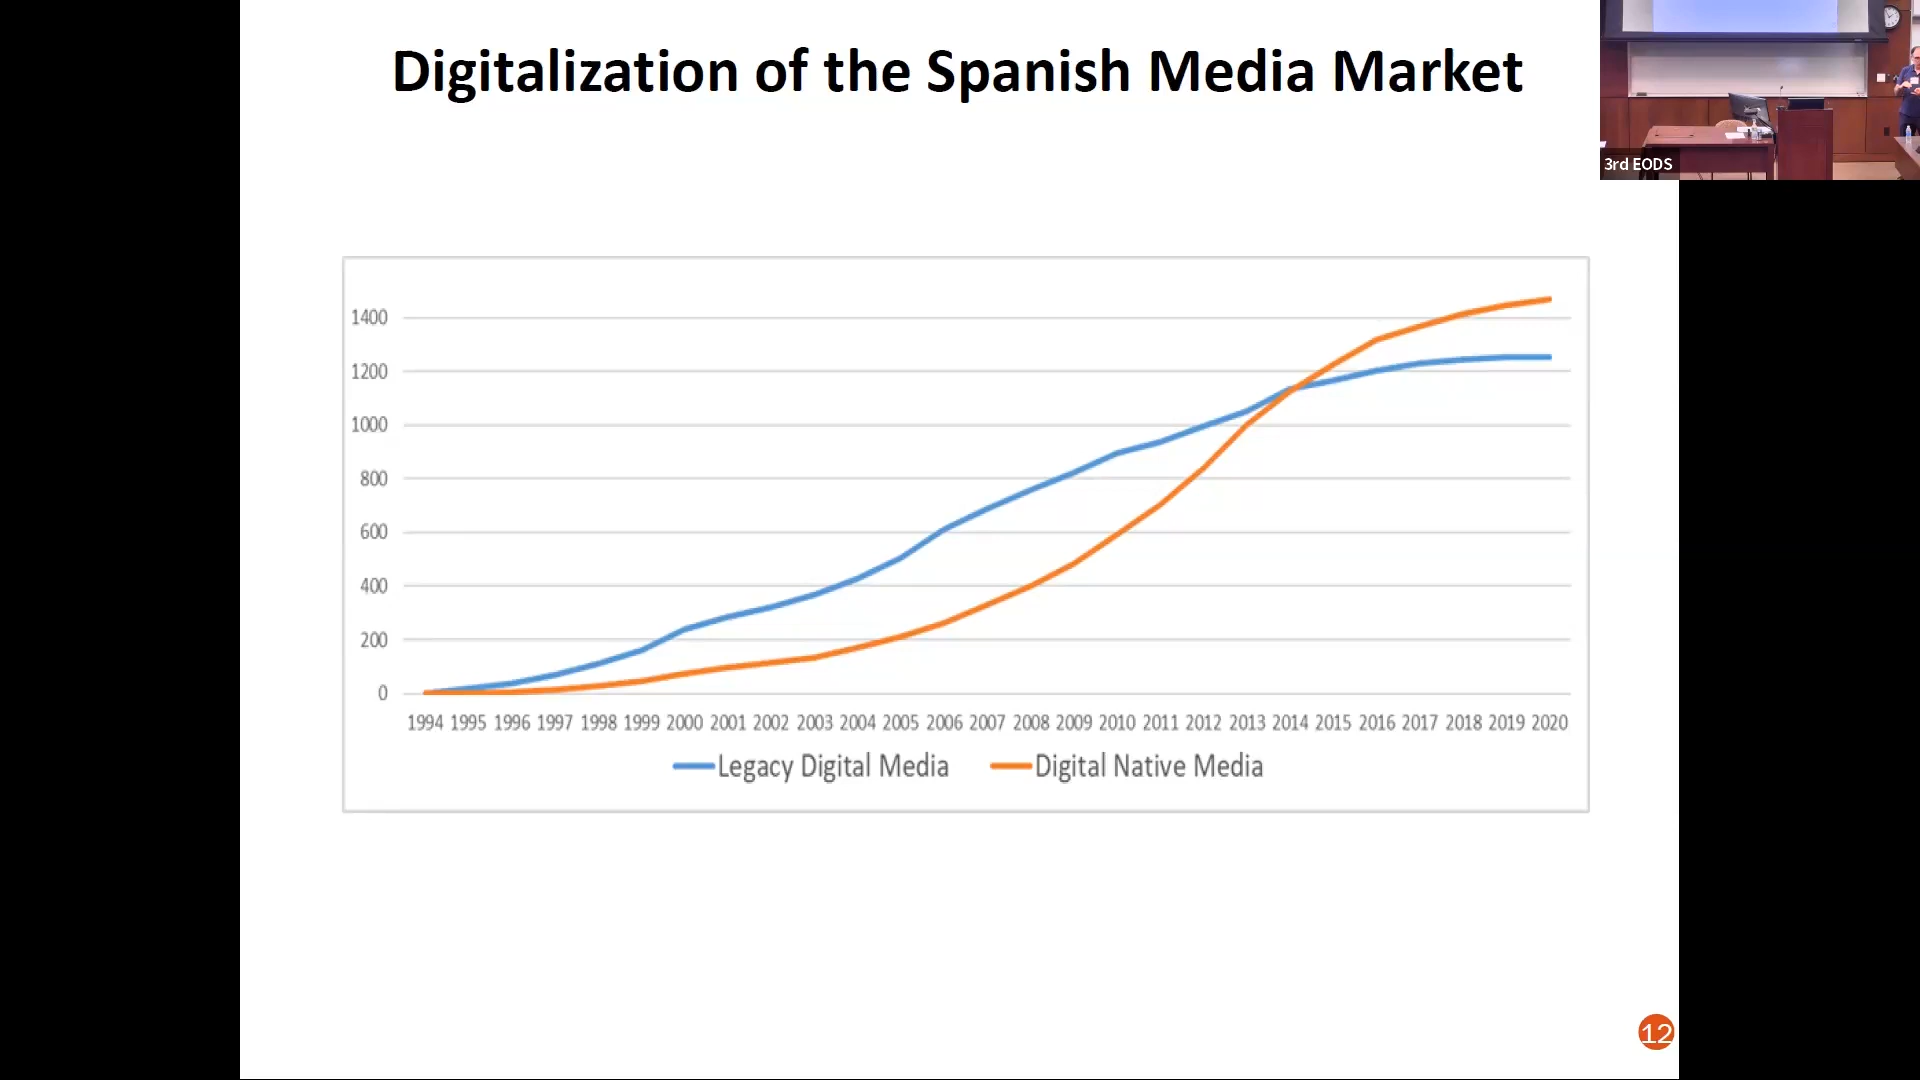 Digitalization of the Spanish Media Market
3rd EODS
1400
1200
1000
800
600
400
200
0
1994 1995 1996 1997 1998 1999 2000 2001 2002 2003 2004 2005 2006 2007 2008 2009 2010 2011 2012 2013 2014 2015 2016 2017 2018 2019 2020
Legacy Digital Media Digital Native Media
12